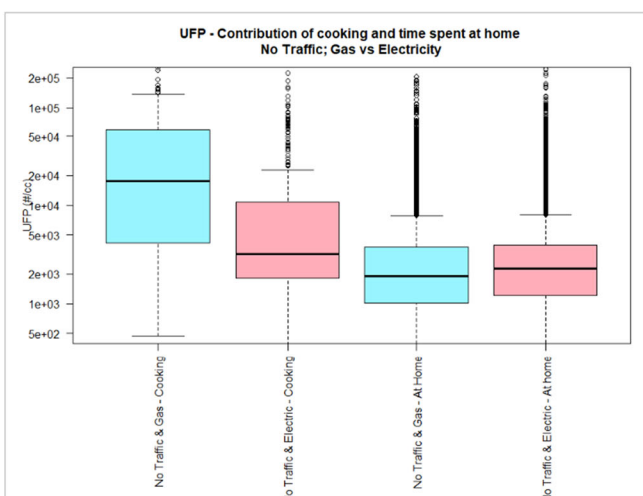 UFP - Contribution of cooking and time spent at home
No Traffic; Gas vs Electricity
UFP (#/cc)
2e+05
1e+05
5e+04
2e+04
1e+04
5e+03
2e+03
1e+03
5e+02
No Traffic & Gas - Cooking
o Traffic & Electric - Cooking
No Traffic & Gas - At Home
lo Traffic & Electric - At home